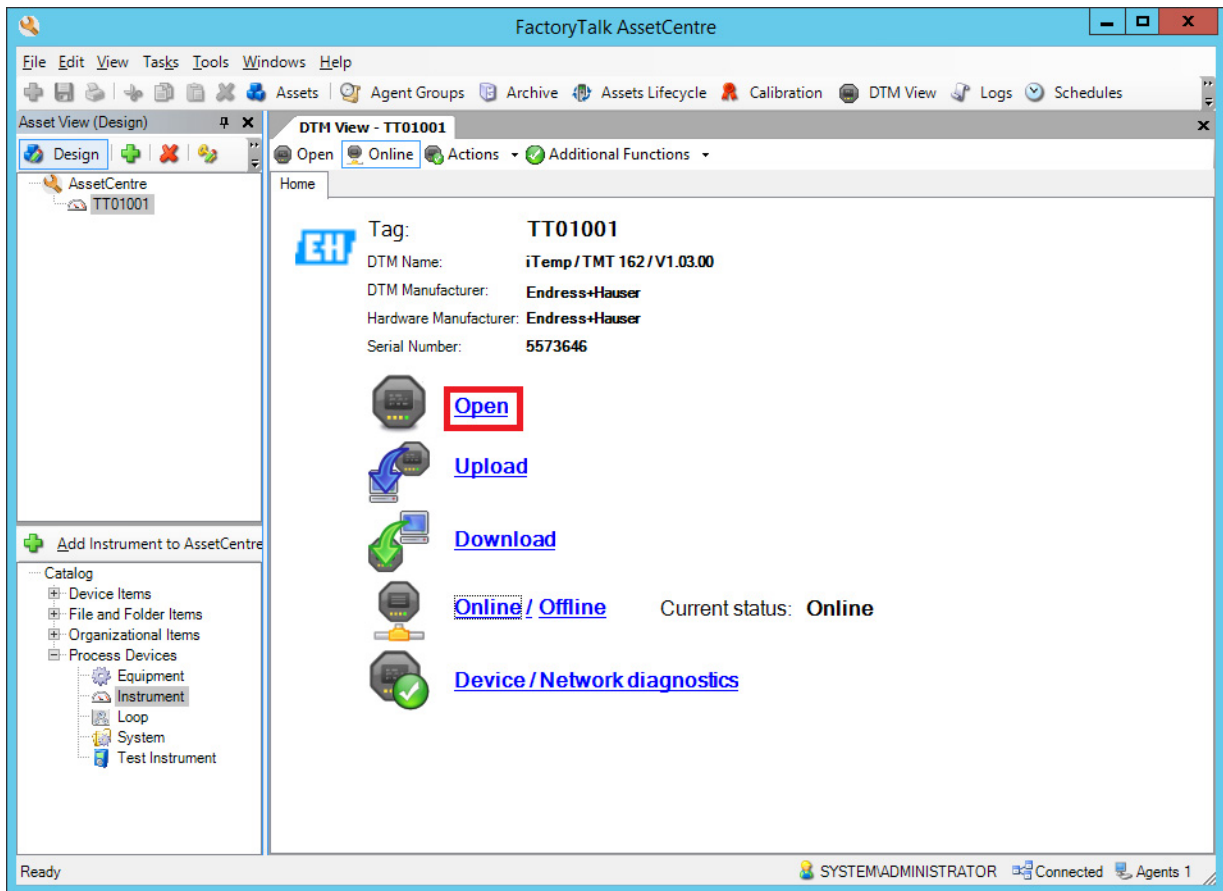 FactoryTalk AssetCentre
File Edit View Tasks Tools Windows Help
Assets Agent Groups Archive Assets Lifecycle Calibration DTM View Logs Schedules
Asset View (Design)
Design
AssetCentre
TT01001
Add Instrument to AssetCentre
Catalog
Device Items
File and Folder Items
Organizational Items
Process Devices
Equipment
Instrument
Loop
System
Test Instrument
DTM View - TT01001
Open Online Actions Additional Functions
Home
EH
Tag: TT01001
DTM Name: iTemp / TMT 162 / V1.03.00
DTM Manufacturer: Endress+Hauser
Hardware Manufacturer: Endress+Hauser
Serial Number: 5573646
Open
Upload
Download
Online / Offline Current status: Online
Device / Network diagnostics
Ready SYSTEM\ADMINISTRATOR Connected Agents 1